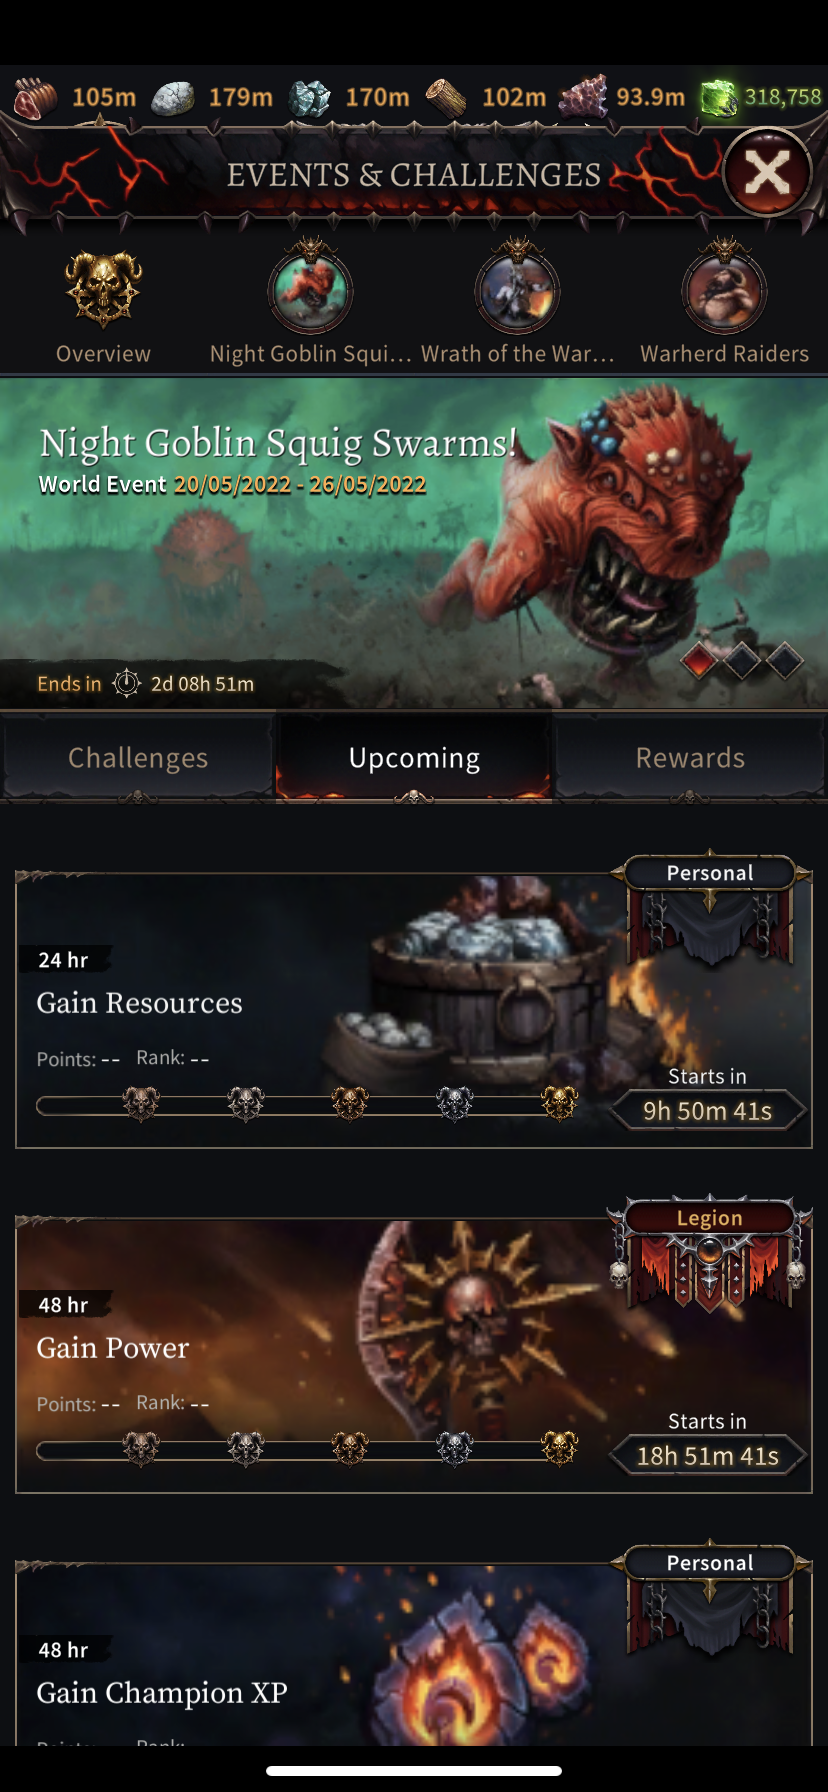 105m 179m 170m 102m 93.9m 318,758
EVENTS & CHALLENGES
Overview Night Goblin Squi... Wrath of the War... Warherd Raiders
Night Goblin Squig Swarms!
World Event 20/05/2022 - 26/05/2022
Ends in 2d 08h 51m
Challenges Upcoming Rewards
Personal
24 hr
Gain Resources
Points: -- Rank: --
Starts in
9h 50m 41s
Legion
48 hr
Gain Power
Points: -- Rank: --
Starts in
18h 51m 41s
Personal
48 hr
Gain Champion XP